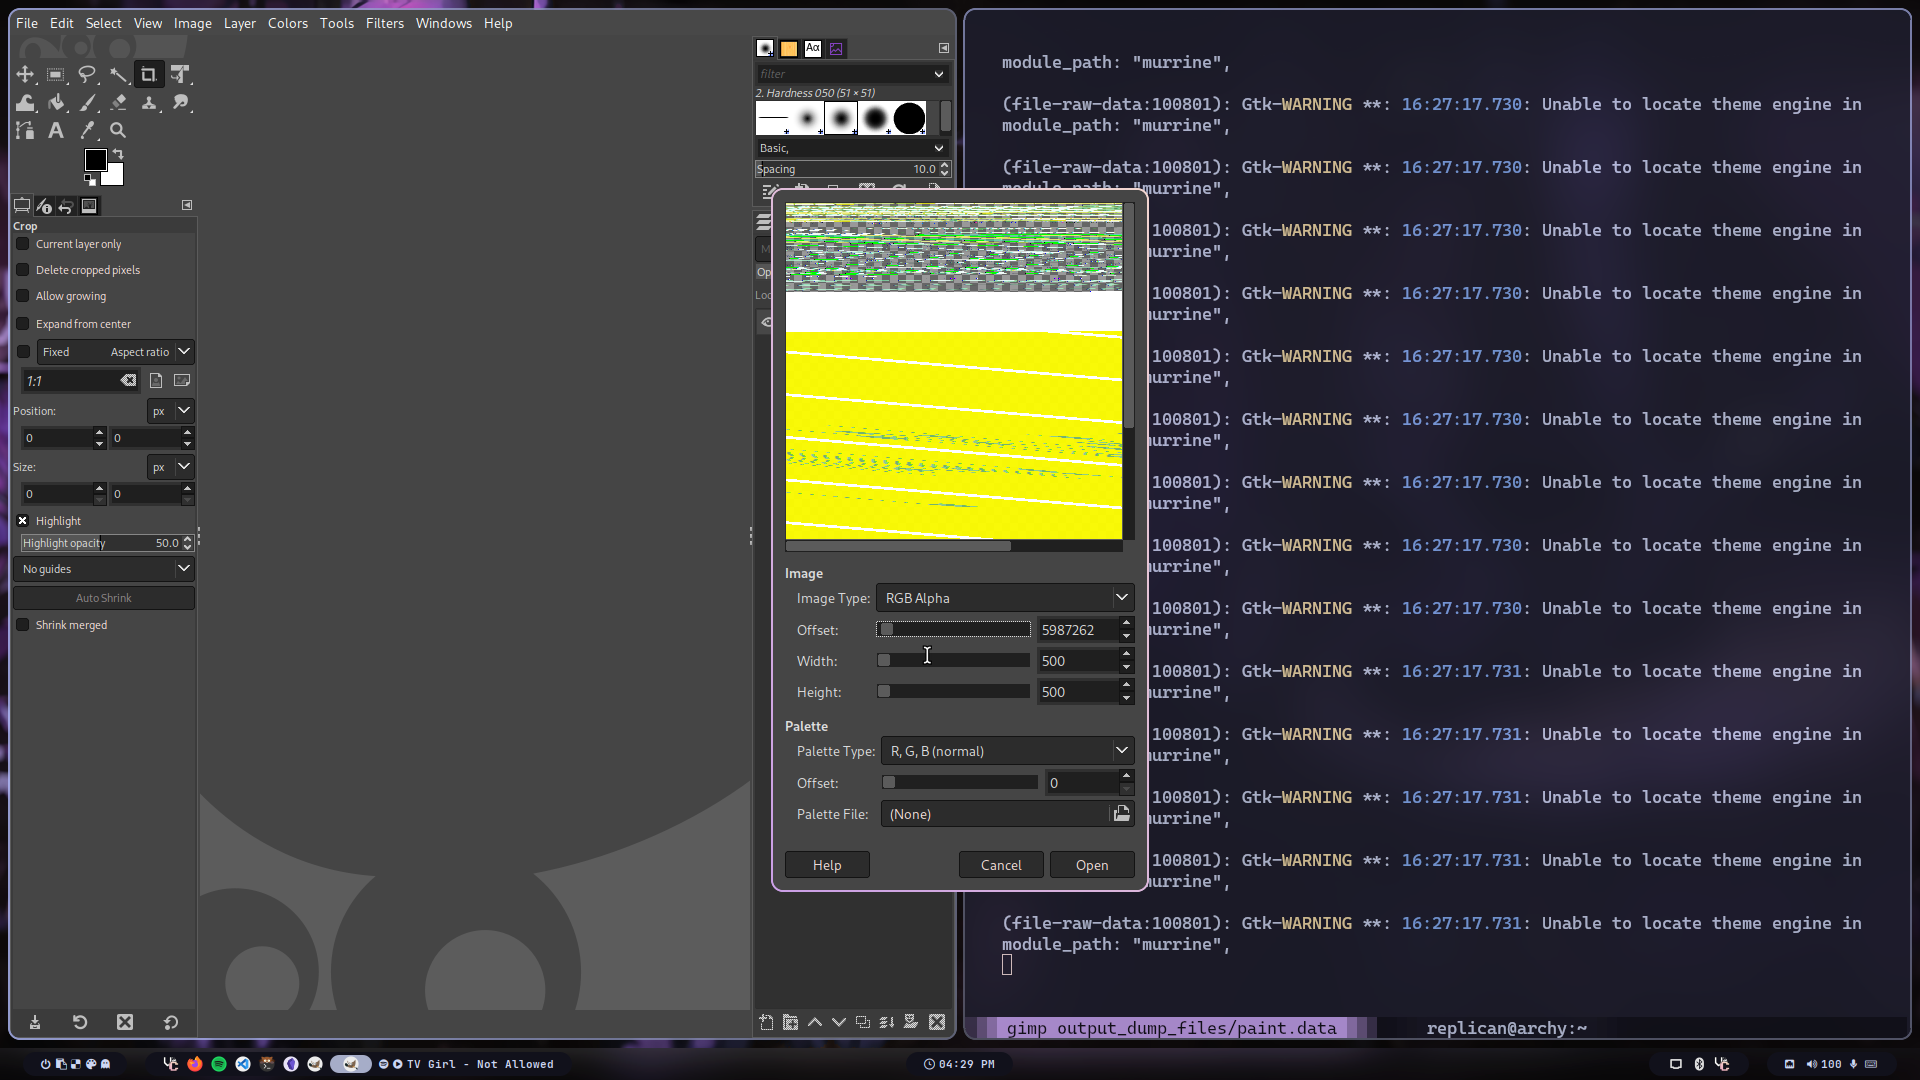 File Edit Select View Image Layer Colors Tools Filters Windows Help
filter
2. Hardness 050 (51 × 51)
Basic,
Spacing 10.0
Crop
Current layer only
Delete cropped pixels
Allow growing
Expand from center
Fixed Aspect ratio
1:1
Position: px
0 0
Size: px
0 0
Highlight
Highlight opacity 50.0
No guides
Auto Shrink
Shrink merged
Op
Loc
Image
Image Type: RGB Alpha
Offset: 5987262
Width: 500
Height: 500
Palette
Palette Type: R, G, B (normal)
Offset: 0
Palette File: (None)
Help Cancel Open
module_path: "murrine",
(file-raw-data:100801): Gtk-WARNING **: 16:27:17.730: Unable to locate theme engine in
module_path: "murrine",
(file-raw-data:100801): Gtk-WARNING **: 16:27:17.730: Unable to locate theme engine in
module_path: "murrine",
100801): Gtk-WARNING **: 16:27:17.730: Unable to locate theme engine in
urrine",
100801): Gtk-WARNING **: 16:27:17.730: Unable to locate theme engine in
urrine",
100801): Gtk-WARNING **: 16:27:17.730: Unable to locate theme engine in
urrine",
100801): Gtk-WARNING **: 16:27:17.730: Unable to locate theme engine in
urrine",
100801): Gtk-WARNING **: 16:27:17.730: Unable to locate theme engine in
urrine",
100801): Gtk-WARNING **: 16:27:17.730: Unable to locate theme engine in
urrine",
100801): Gtk-WARNING **: 16:27:17.730: Unable to locate theme engine in
urrine",
100801): Gtk-WARNING **: 16:27:17.731: Unable to locate theme engine in
urrine",
100801): Gtk-WARNING **: 16:27:17.731: Unable to locate theme engine in
urrine",
100801): Gtk-WARNING **: 16:27:17.731: Unable to locate theme engine in
urrine",
100801): Gtk-WARNING **: 16:27:17.731: Unable to locate theme engine in
urrine",
(file-raw-data:100801): Gtk-WARNING **: 16:27:17.731: Unable to locate theme engine in
module_path: "murrine",
gimp output_dump_files/paint.data replican@archy:~
TV Girl - Not Allowed 04:29 PM 100